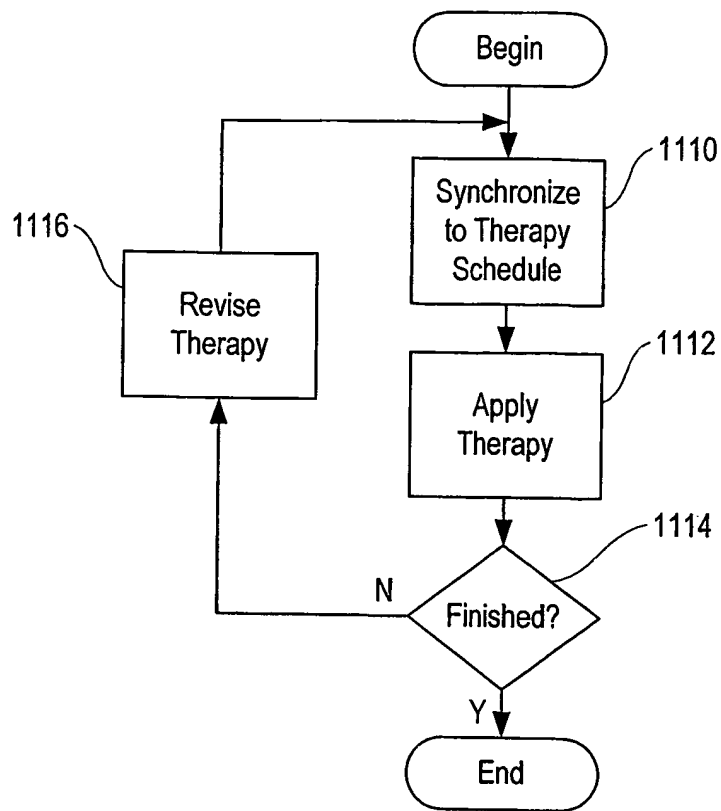 Begin
1110
Synchronize
to Therapy
Schedule
1116
Revise
Therapy
1112
Apply
Therapy
1114
N
Finished?
Y
End